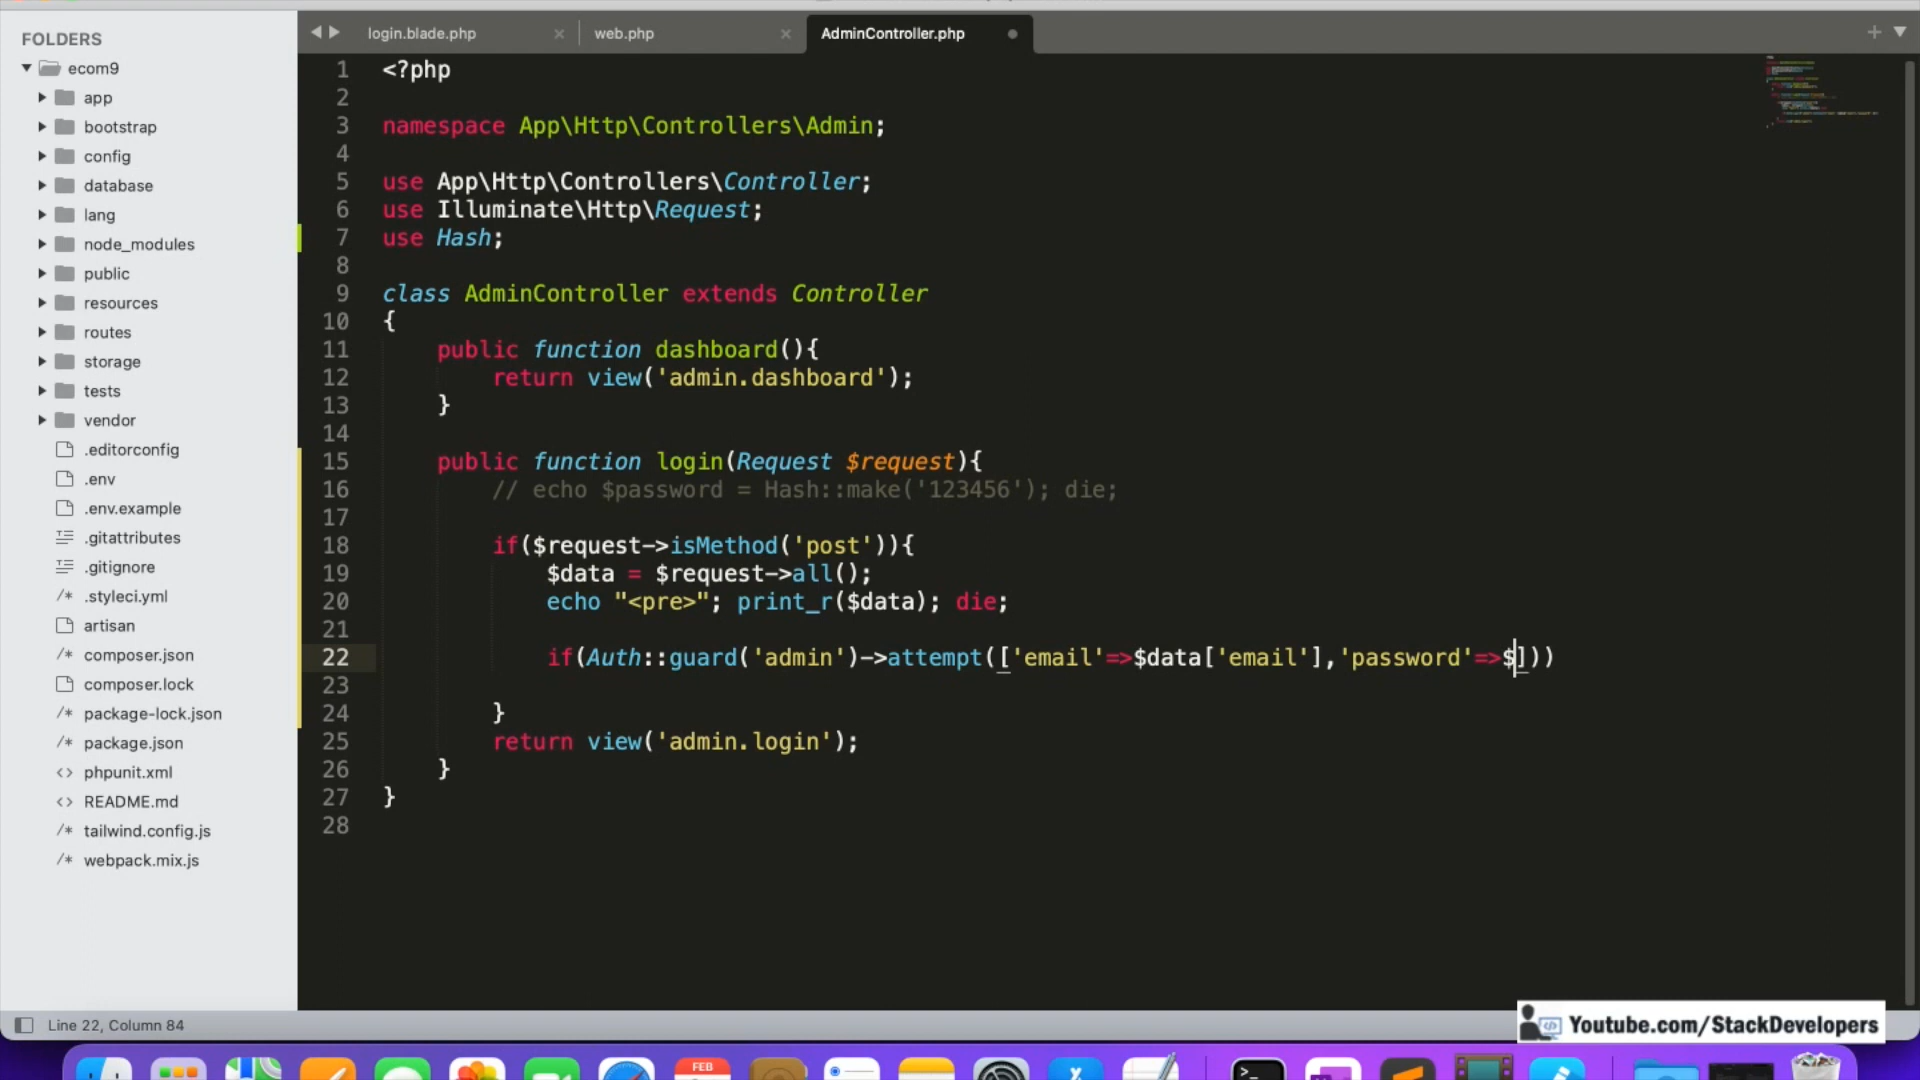 FOLDERS
ecom9
app
bootstrap
config
database
lang
node_modules
public
resources
routes
storage
tests
vendor
.editorconfig
.env
.env.example
.gitattributes
.gitignore
.styleci.yml
artisan
composer.json
composer.lock
package-lock.json
package.json
phpunit.xml
README.md
tailwind.config.js
webpack.mix.js
login.blade.php
web.php
AdminController.php
1 <?php
2
3 namespace App\Http\Controllers\Admin;
4
5 use App\Http\Controllers\Controller;
6 use Illuminate\Http\Request;
7 use Hash;
8
9 class AdminController extends Controller
10 {
11 public function dashboard(){
12 return view('admin.dashboard');
13 }
14
15 public function login(Request $request){
16 // echo $password = Hash::make('123456'); die;
17
18 if($request->isMethod('post')){
19 $data = $request->all();
20 echo "<pre>"; print_r($data); die;
21
22 if(Auth::guard('admin')->attempt(['email'=>$data['email'],'password'=>$]))
23
24 }
25 return view('admin.login');
26 }
27 }
28
Line 22, Column 84
Youtube.com/StackDevelopers
FEB